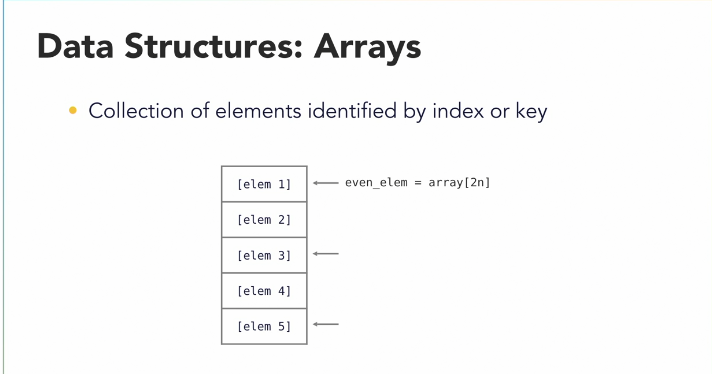 Data Structures: Arrays
• Collection of elements identified by index or key
[elem 1]
even_elem = array[2n]
[elem 2]
[elem 3]
[elem 4]
[elem 5]